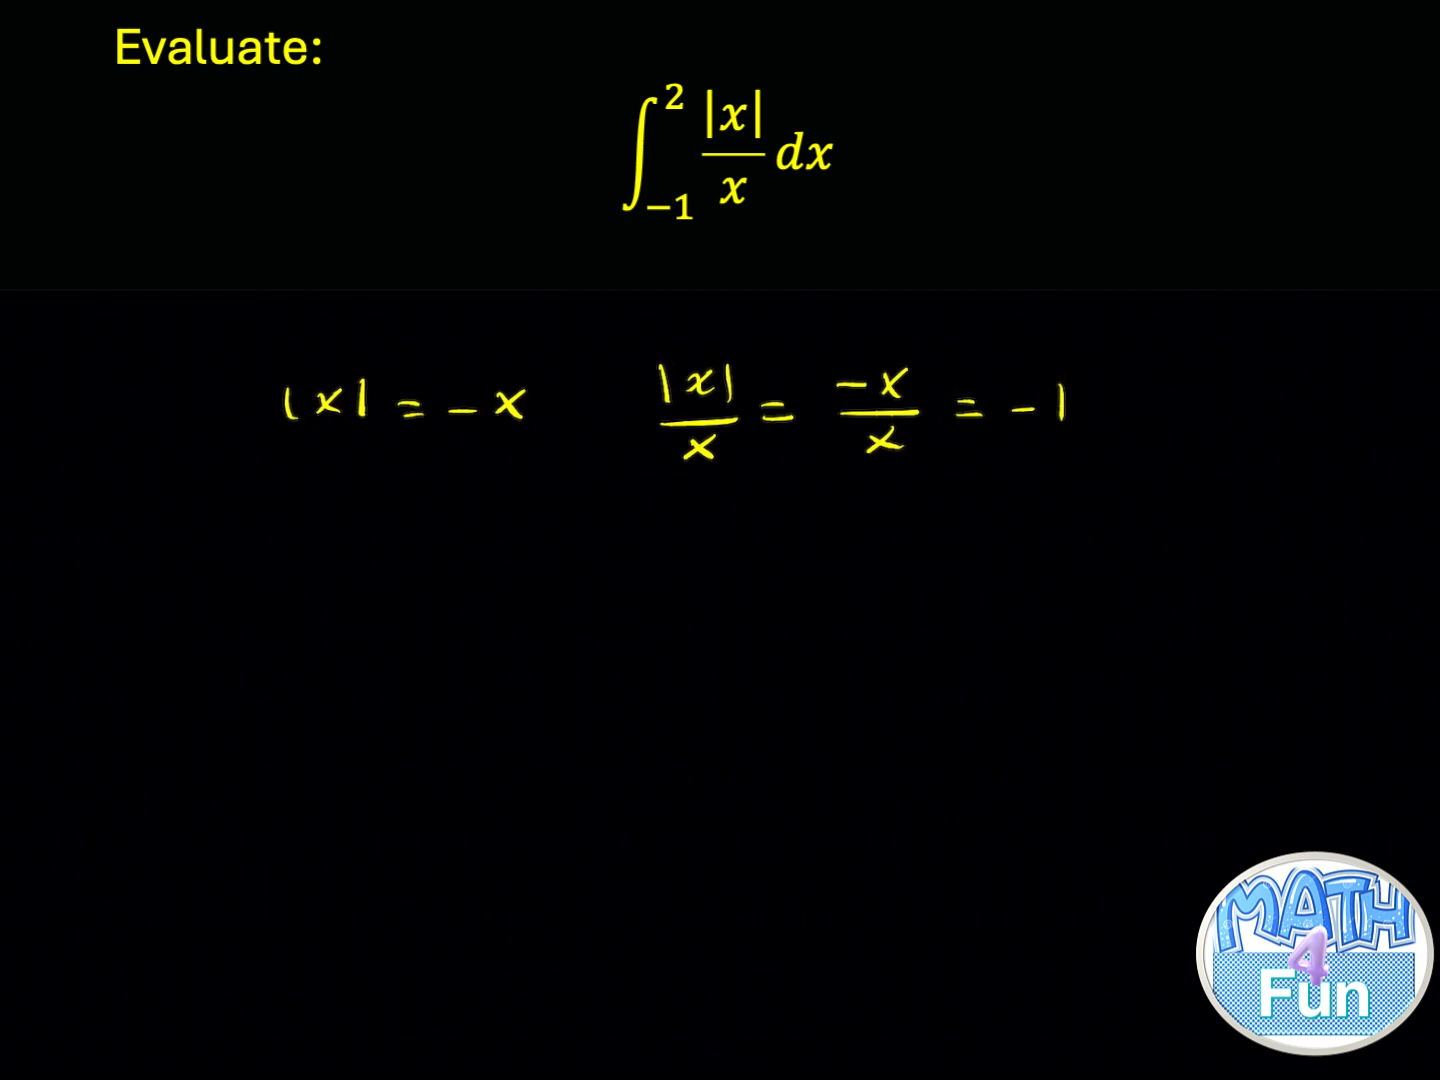 Evaluate:
∫_{-1}^{2} |x|/x dx
|x| = -x    |x|/x = -x/x = -1
MATH
4
Fun